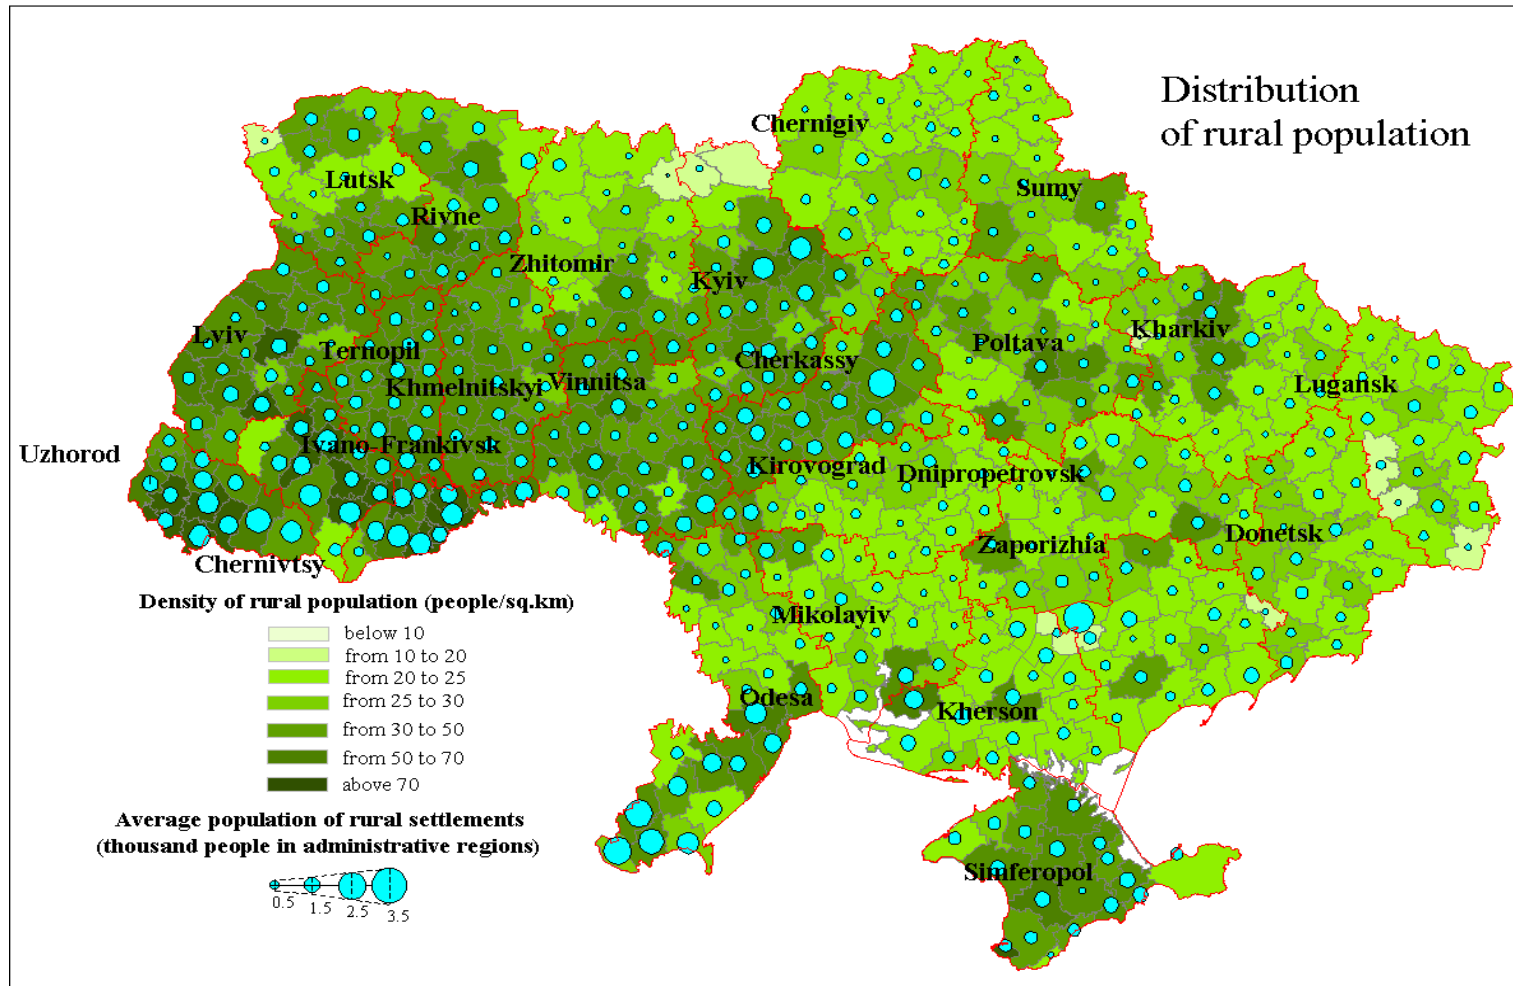 Distribution
of rural population
Chernigiv
Lutsk
Sumy
Rivne
Zhitomir
Kyiv
Lviv
Ternopil
Cherkassy
Poltava
Kharkiv
Khmelnitskyi
Vinnitsa
Lugansk
Uzhorod
Ivano-Frankivsk
Kirovograd
Dnipropetrovsk
Donetsk
Zaporizhia
Chernivtsy
Mikolayiv
Odesa
Kherson
Simferopol
Density of rural population (people/sq.km)
below 10
from 10 to 20
from 20 to 25
from 25 to 30
from 30 to 50
from 50 to 70
above 70
Average population of rural settlements
(thousand people in administrative regions)
0.5 1.5 2.5 3.5